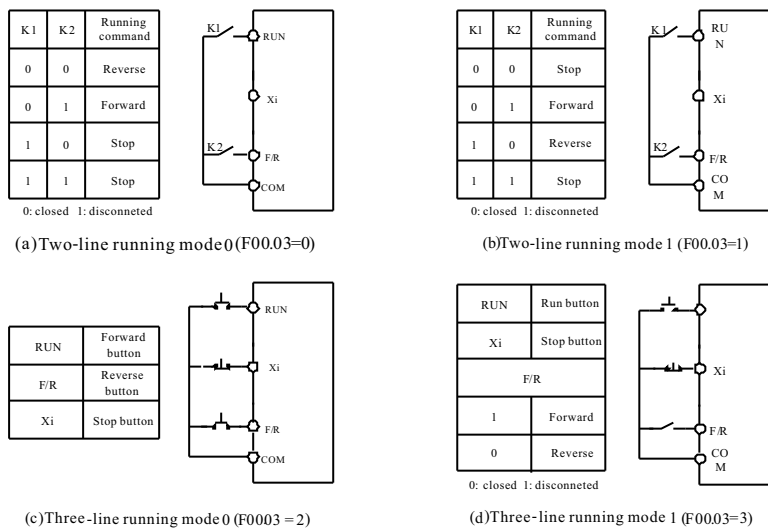 K1 K2 Running command
0 0 Reverse
0 1 Forward
1 0 Stop
1 1 Stop
0: closed 1: disconneted
K1
RUN
Xi
K2
F/R
COM
(a)Two-line running mode 0 (F00.03=0)
K1 K2 Running command
0 0 Stop
0 1 Forward
1 0 Reverse
1 1 Stop
0: closed 1: disconneted
K1
RU
N
Xi
K2
F/R
CO
M
(b)Two-line running mode 1 (F00.03=1)
RUN Forward button
F/R Reverse button
Xi Stop button
RUN
Xi
F/R
COM
(c)Three-line running mode 0 (F0003 = 2)
RUN Run button
Xi Stop button
F/R
1 Forward
0 Reverse
0: closed 1: disconneted
Xi
F/R
CO
M
(d)Three-line running mode 1 (F00.03=3)